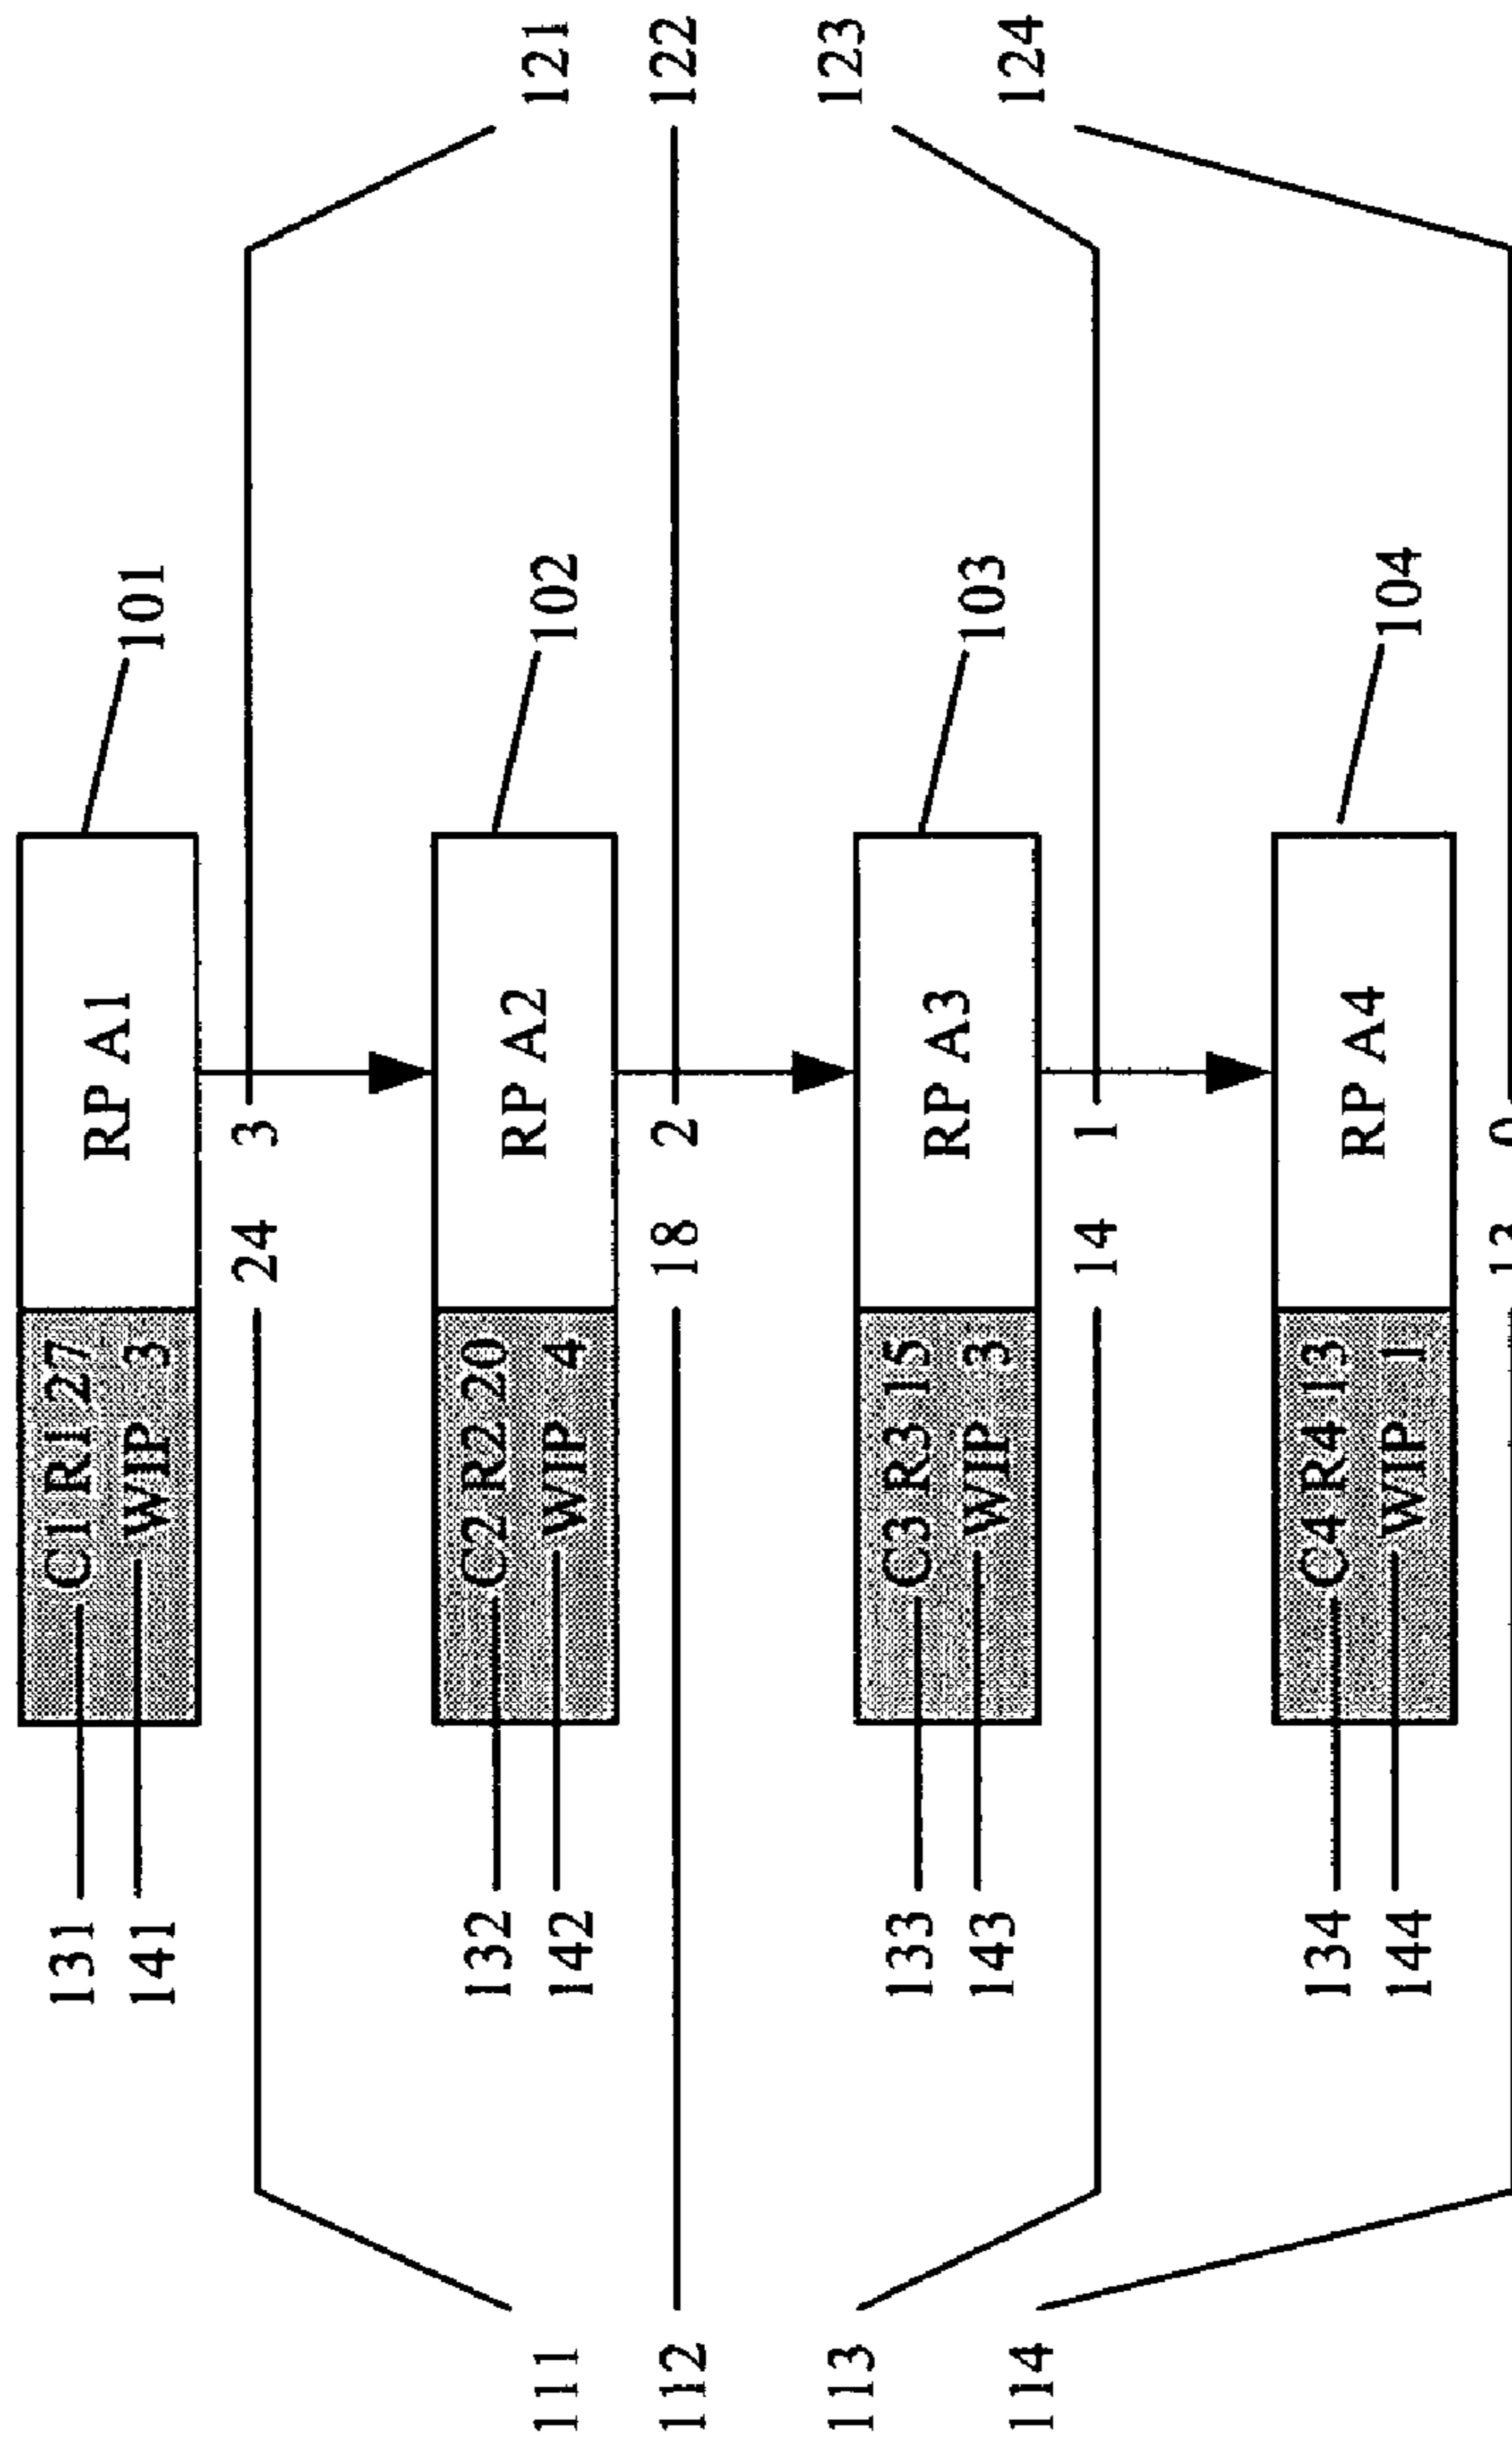 131 C1 R1 27
RP A1
141 WIP 3 101
24 3
132 C2 R2 20
RP A2
111 121
142 WIP 4 102
112 18 2 122
113 123
133 C3 R3 15
RP A3
143 WIP 3 103
114 124
14 1
134 C4 R4 13
RP A4
144 WIP 1 104